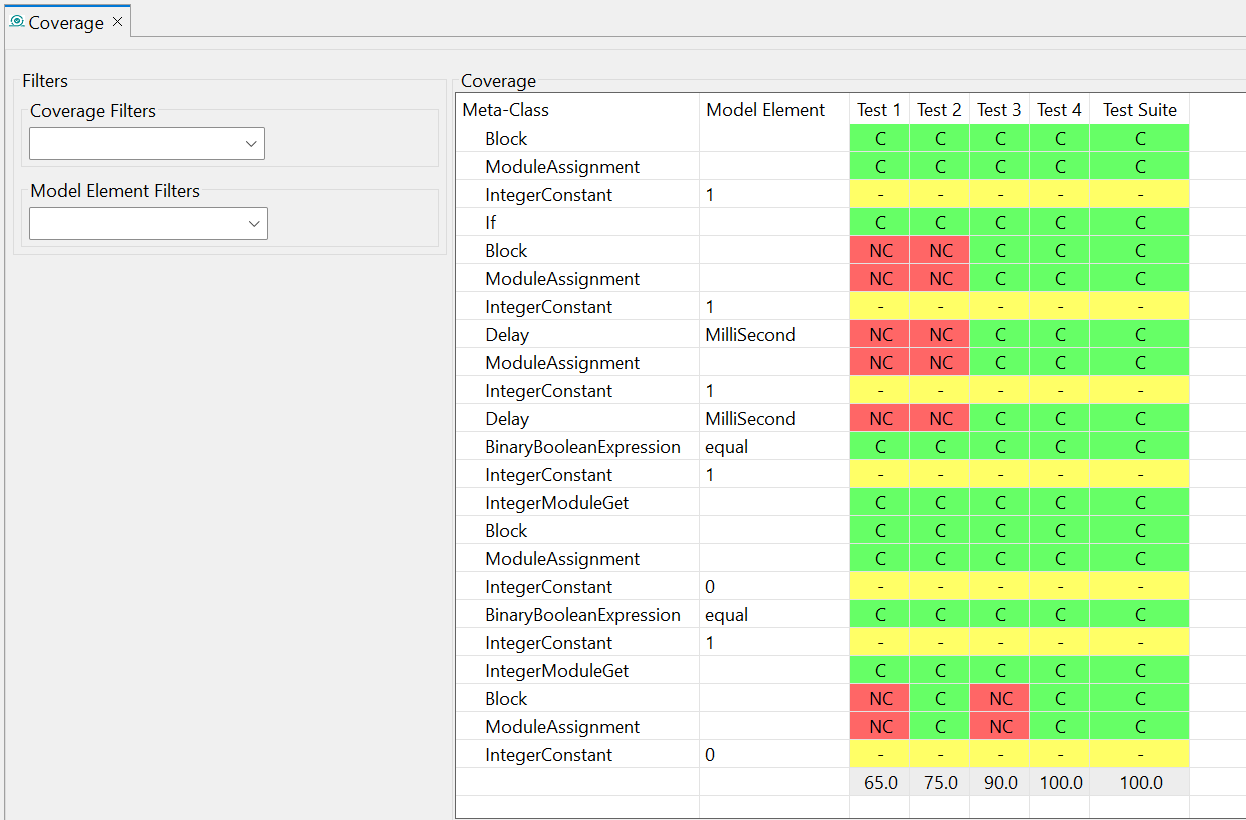 Coverage
Filters
Coverage Filters
Model Element Filters
Coverage
Meta-Class Model Element Test 1 Test 2 Test 3 Test 4 Test Suite
Block C C C C C
ModuleAssignment C C C C C
IntegerConstant 1 - - - - -
If C C C C C
Block NC NC C C C
ModuleAssignment NC NC C C C
IntegerConstant 1 - - - - -
Delay MilliSecond NC NC C C C
ModuleAssignment NC NC C C C
IntegerConstant 1 - - - - -
Delay MilliSecond NC NC C C C
BinaryBooleanExpression equal C C C C C
IntegerConstant 1 - - - - -
IntegerModuleGet C C C C C
Block C C C C C
ModuleAssignment C C C C C
IntegerConstant 0 - - - - -
BinaryBooleanExpression equal C C C C C
IntegerConstant 1 - - - - -
IntegerModuleGet C C C C C
Block NC C NC C C
ModuleAssignment NC C NC C C
IntegerConstant 0 - - - - -
65.0 75.0 90.0 100.0 100.0